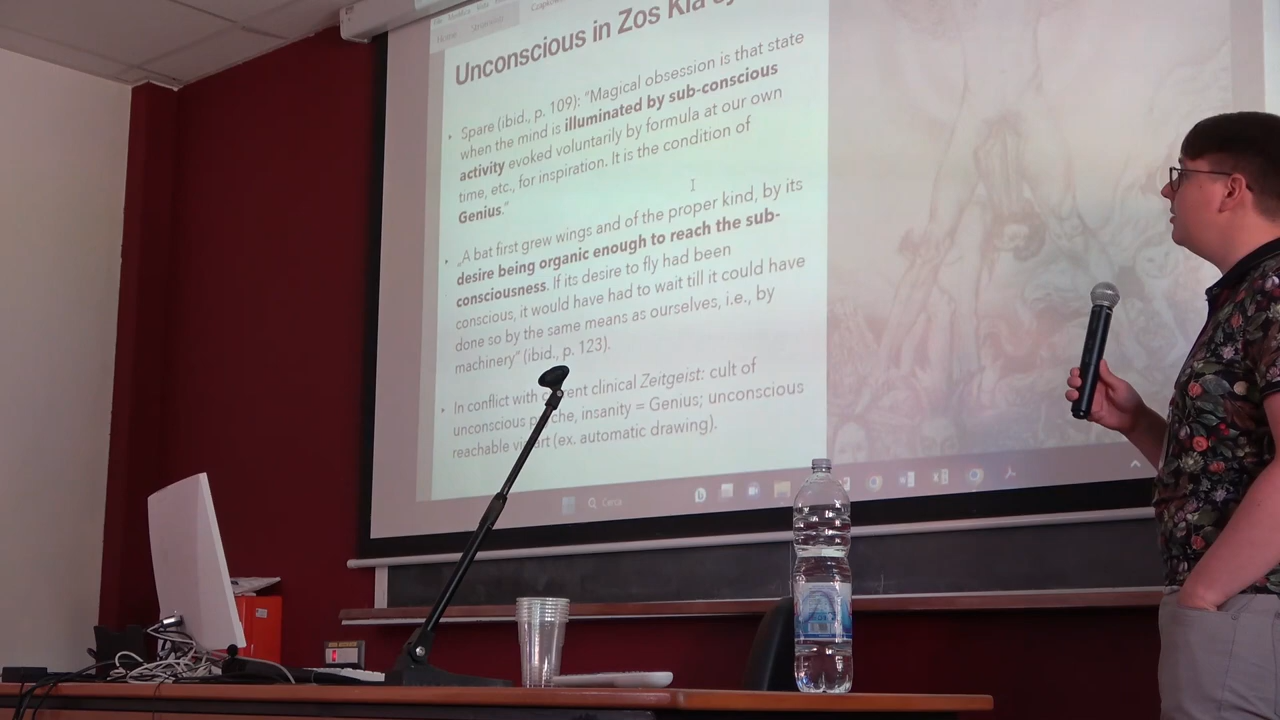 Home
Unconscious in Zos Kia
Spare (ibid., p. 109): "Magical obsession is that state
when the mind is illuminated by sub-conscious
activity evoked voluntarily by formula at our own
time, etc., for inspiration. It is the condition of
Genius."
„A bat first grew wings and of the proper kind, by its
desire being organic enough to reach the sub-
consciousness. If its desire to fly had been
conscious, it would have had to wait till it could have
done so by the same means as ourselves, i.e., by
machinery" (ibid., p. 123).
In conflict with current clinical Zeitgeist: cult of
unconscious psyche, insanity = Genius; unconscious
reachable via art (ex. automatic drawing).
Cerca